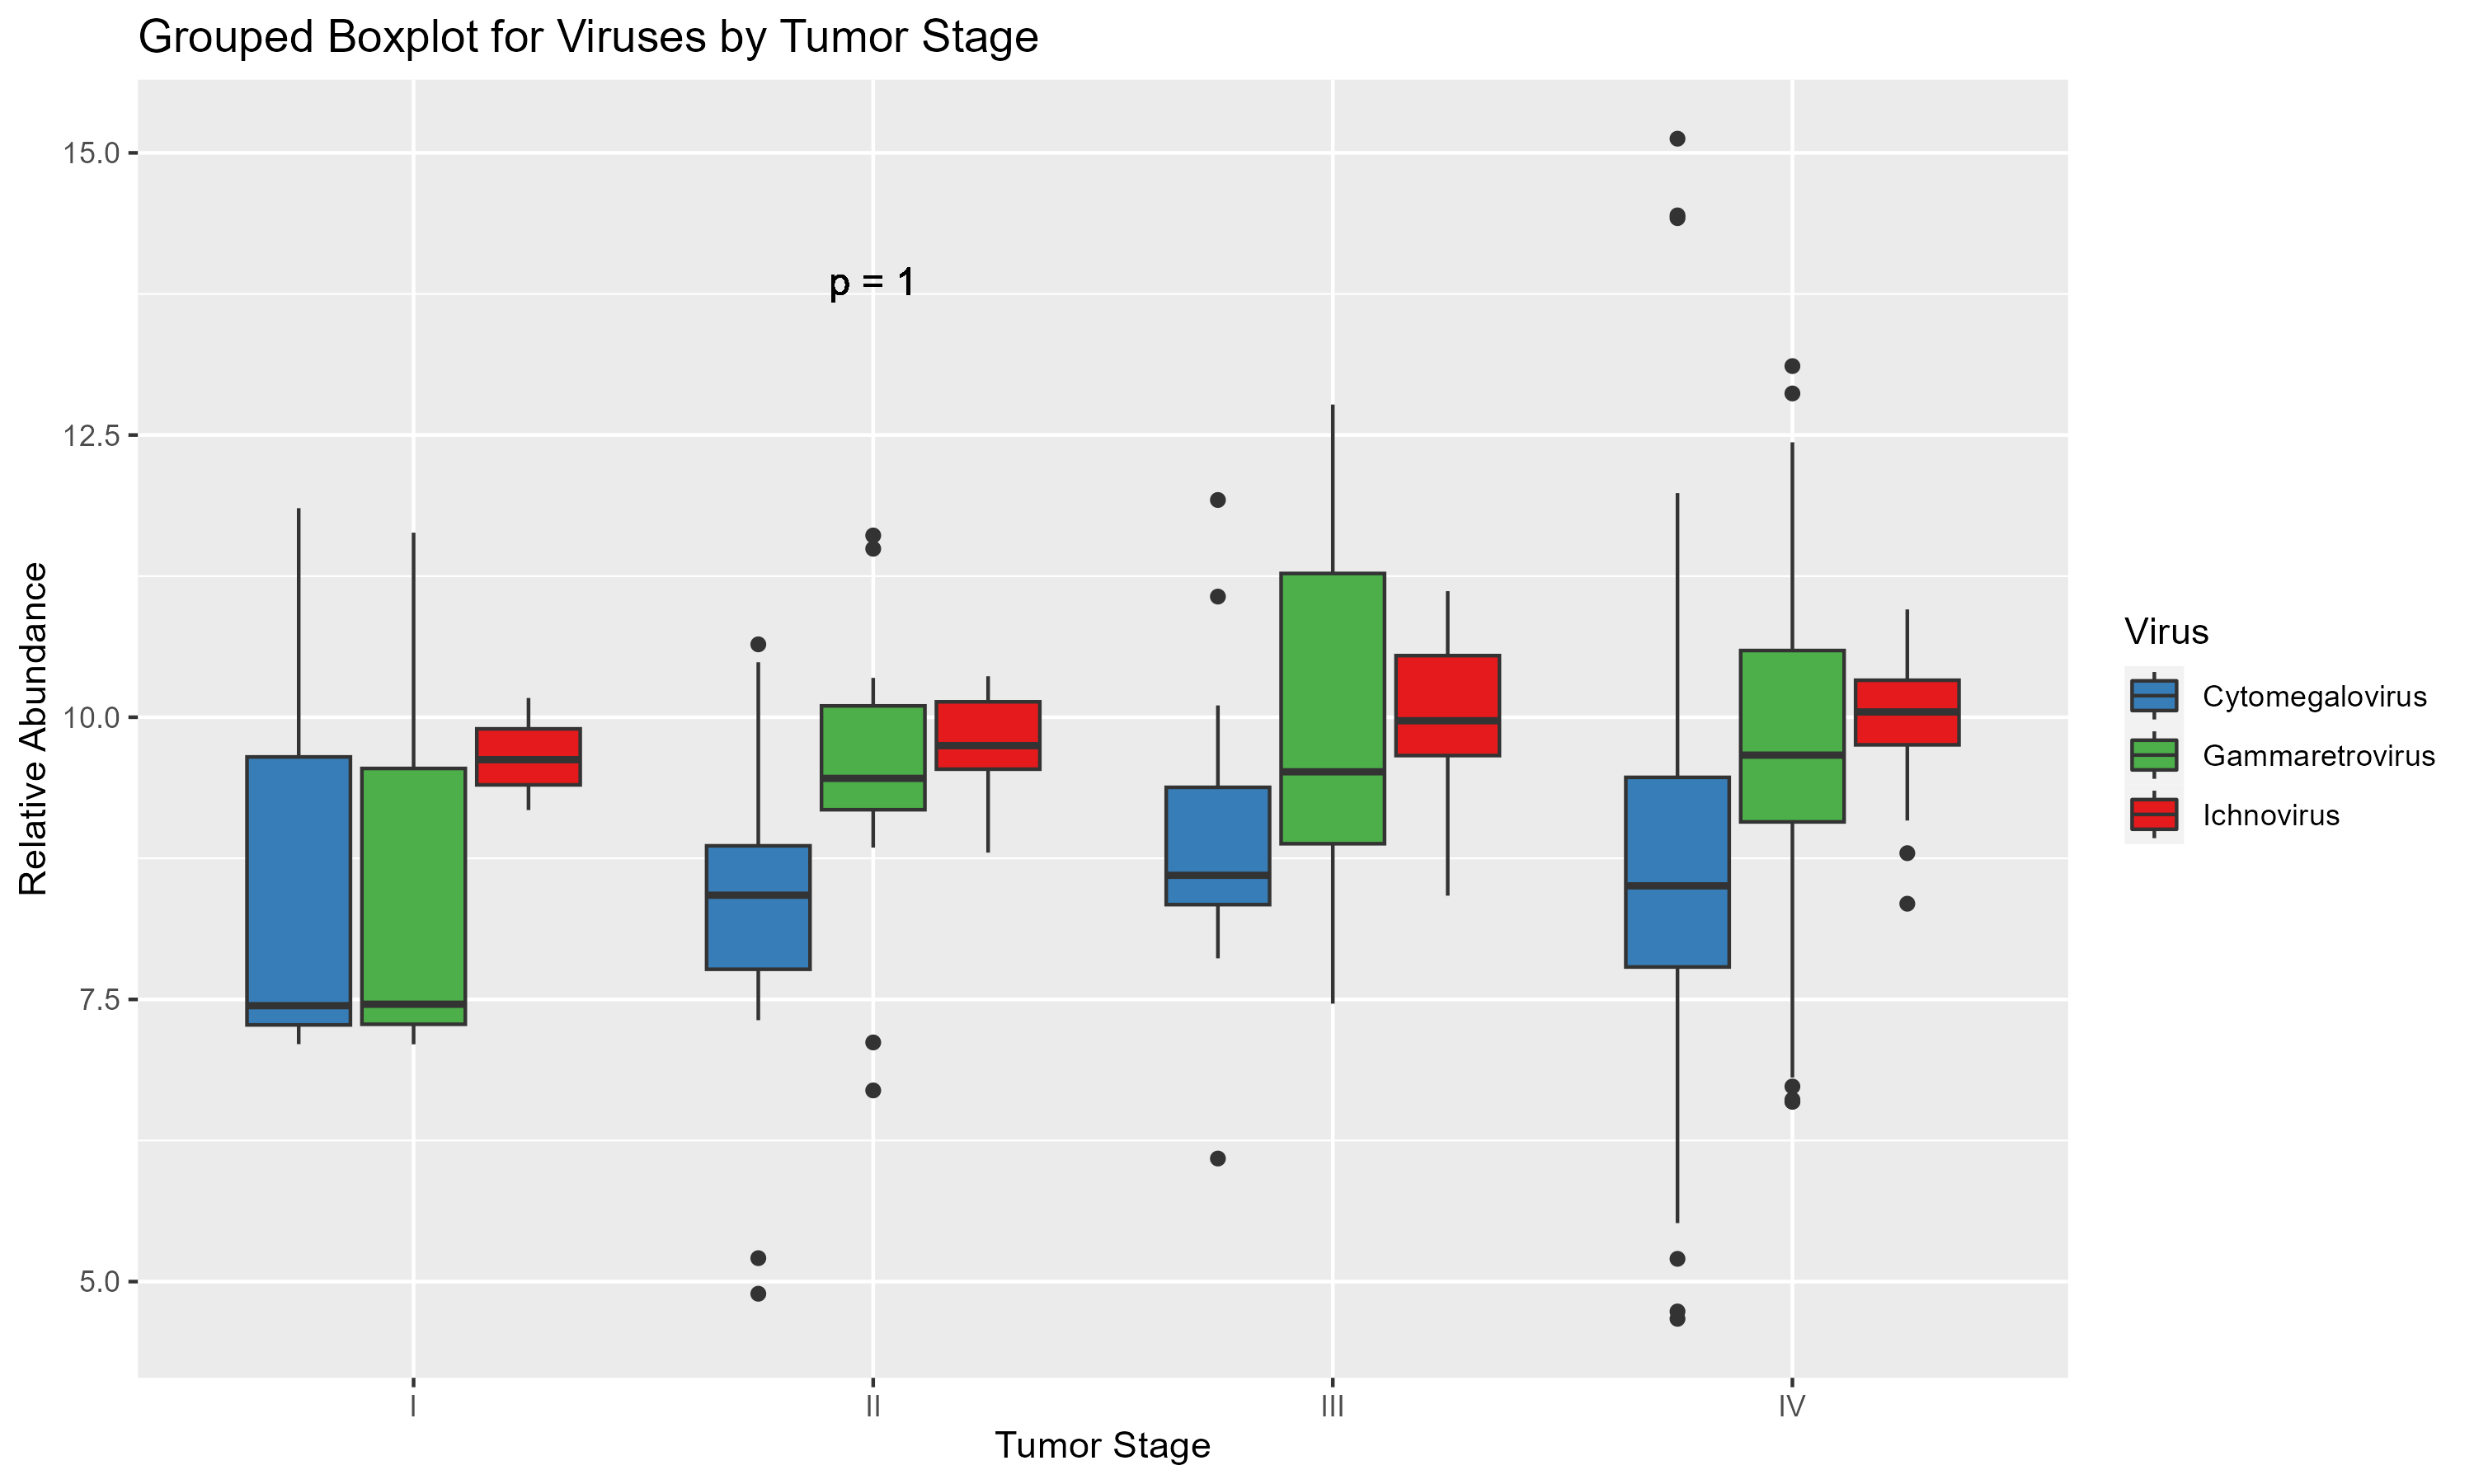 Grouped Boxplot for Viruses by Tumor Stage
15.0
12.5
10.0
7.5
5.0
Relative Abundance
p = 1
I
II
III
IV
Tumor Stage
Virus
Cytomegalovirus
Gammaretrovirus
Ichnovirus